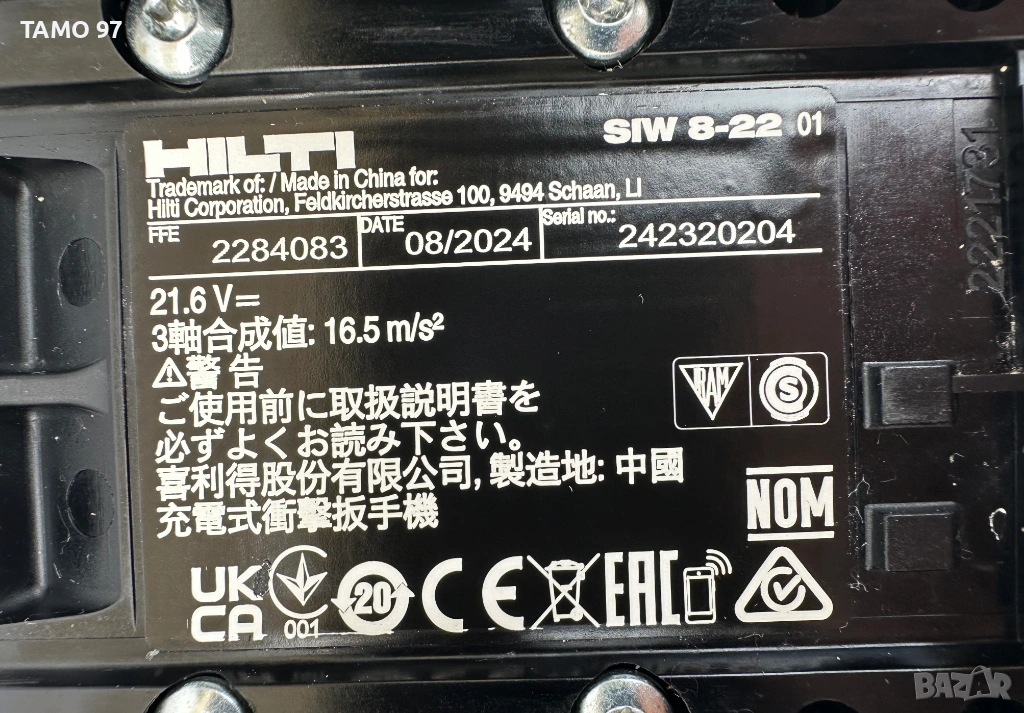 TAMO 97
HILTI
SIW 8-22 01
Trademark of: / Made in China for:
Hilti Corporation, Feldkircherstrasse 100, 9494 Schaan, LI
DATE
Serial no.:
2284083
08/2024
242320204
21.6 V⎓
3軸合成値: 16.5 m/s²
⚠警 告
ご使用前に取扱説明書を
必ずよくお読み下さい。
喜利得股份有限公司, 製造地: 中國
充電式衝擊扳手機
VRAM S
NOM
UK
CA
001
20
CE
EAC
2221731
BAZAR